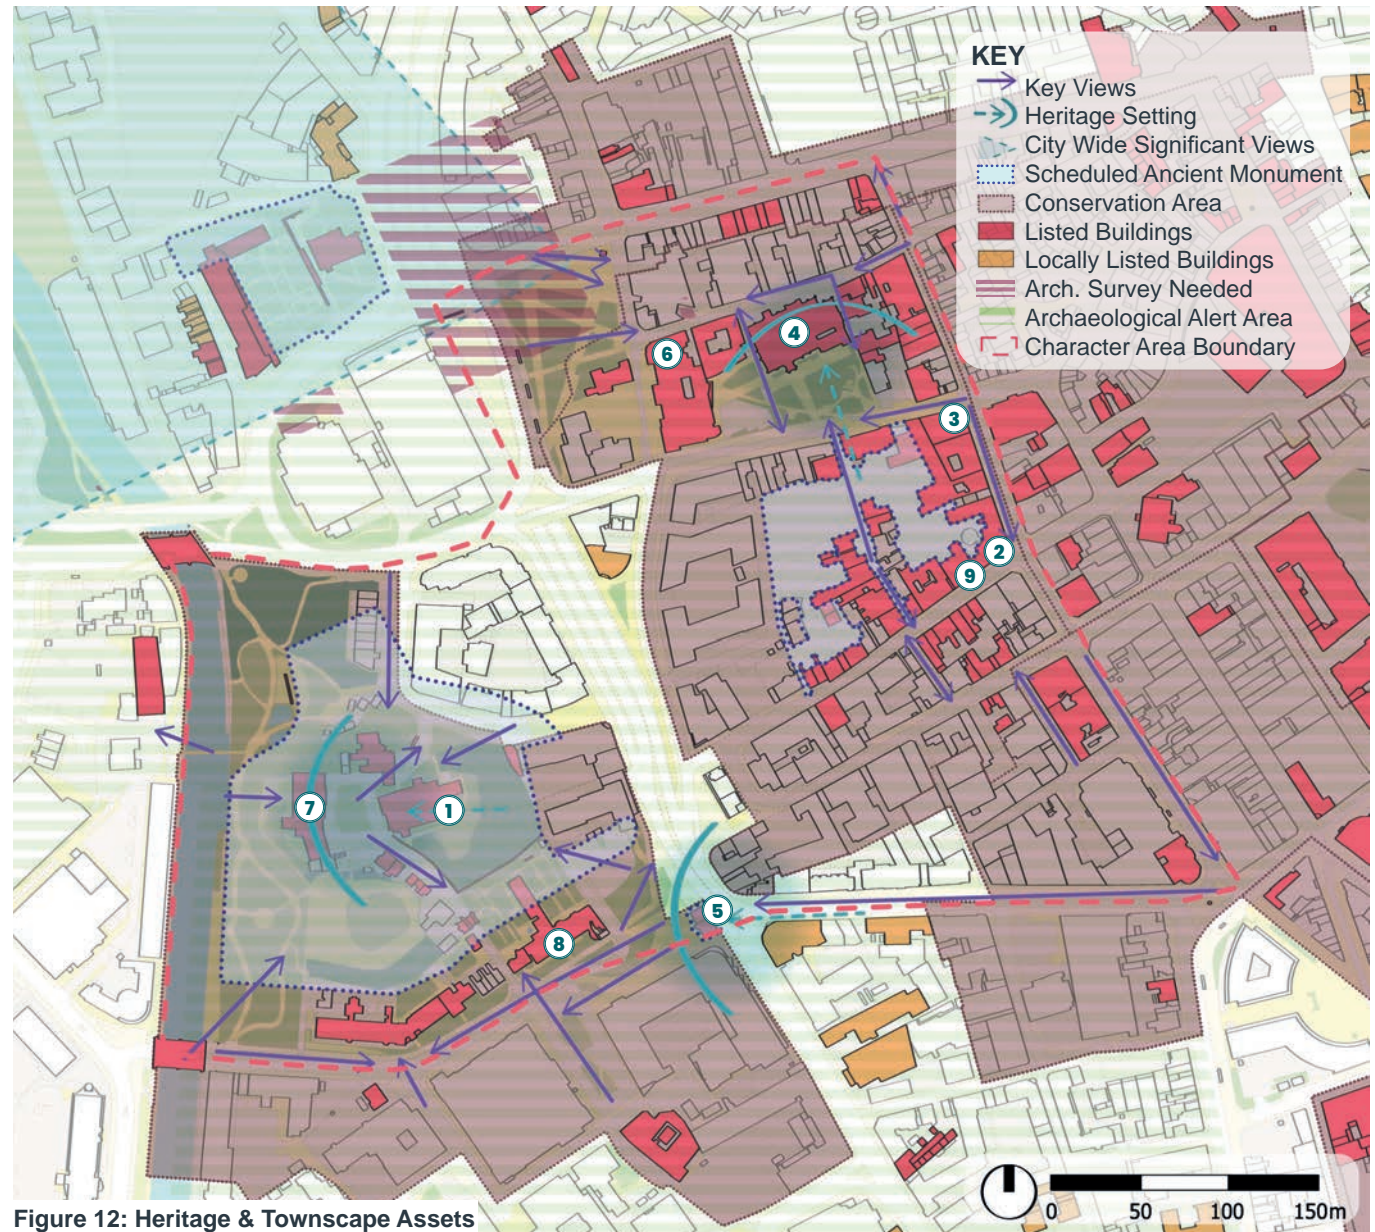 KEY
Key Views
Heritage Setting
City Wide Significant Views
Scheduled Ancient Monument
Conservation Area
Listed Buildings
Locally Listed Buildings
Arch. Survey Needed
Archaeological Alert Area
Character Area Boundary
4
6
3
2
9
7
1
5
8
0 50 100 150m
Figure 12: Heritage & Townscape Assets